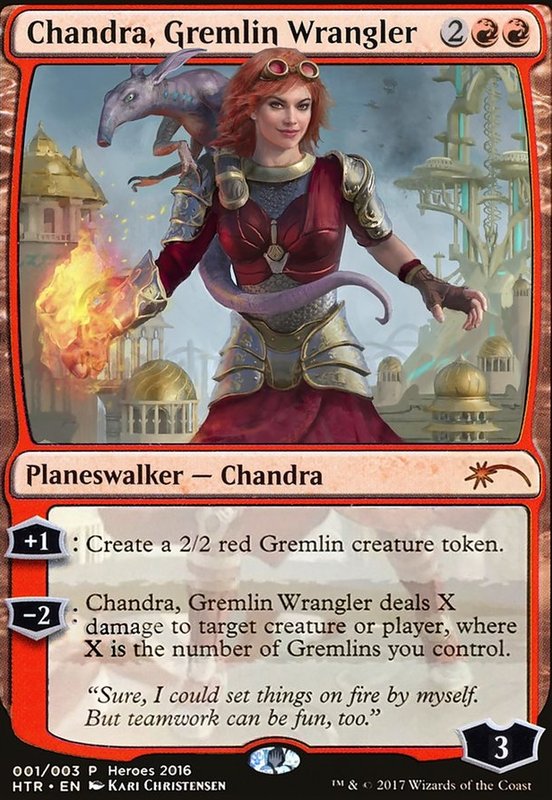 Chandra, Gremlin Wrangler 2
Planeswalker — Chandra
+1 : Create a 2/2 red Gremlin creature token.
−2 : Chandra, Gremlin Wrangler deals X
damage to target creature or player, where
X is the number of Gremlins you control.
“Sure, I could set things on fire by myself.
But teamwork can be fun, too.”
3
001/003 P Heroes 2016
HTR • EN Kari Christensen
™ & © 2017 Wizards of the Coast